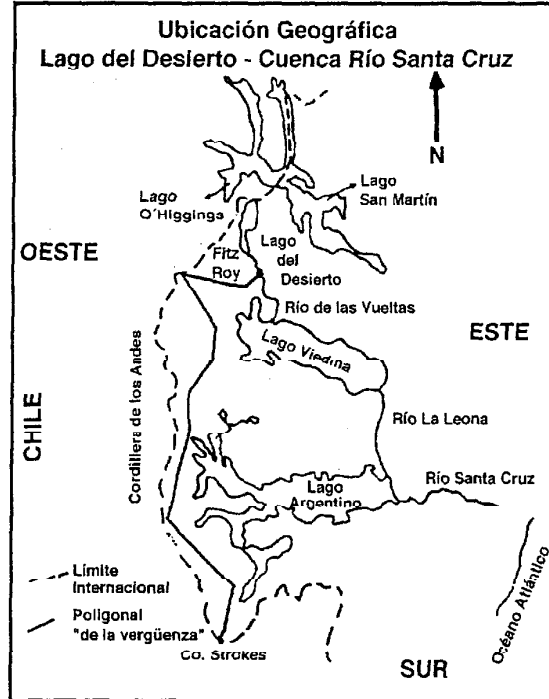 Ubicación Geográfica
Lago del Desierto - Cuenca Río Santa Cruz
N
Lago
O'Higgings
Lago
San Martín
OESTE
Fitz
Roy
Lago
del
Desierto
Río de las Vueltas
ESTE
Lago Viedma
CHILE
Cordillera de los Andes
Río La Leona
Río Santa Cruz
Lago
Argentino
Límite
Internacional
Poligonal
"de la vergüenza"
Co. Strokes
Océano Atlántico
SUR